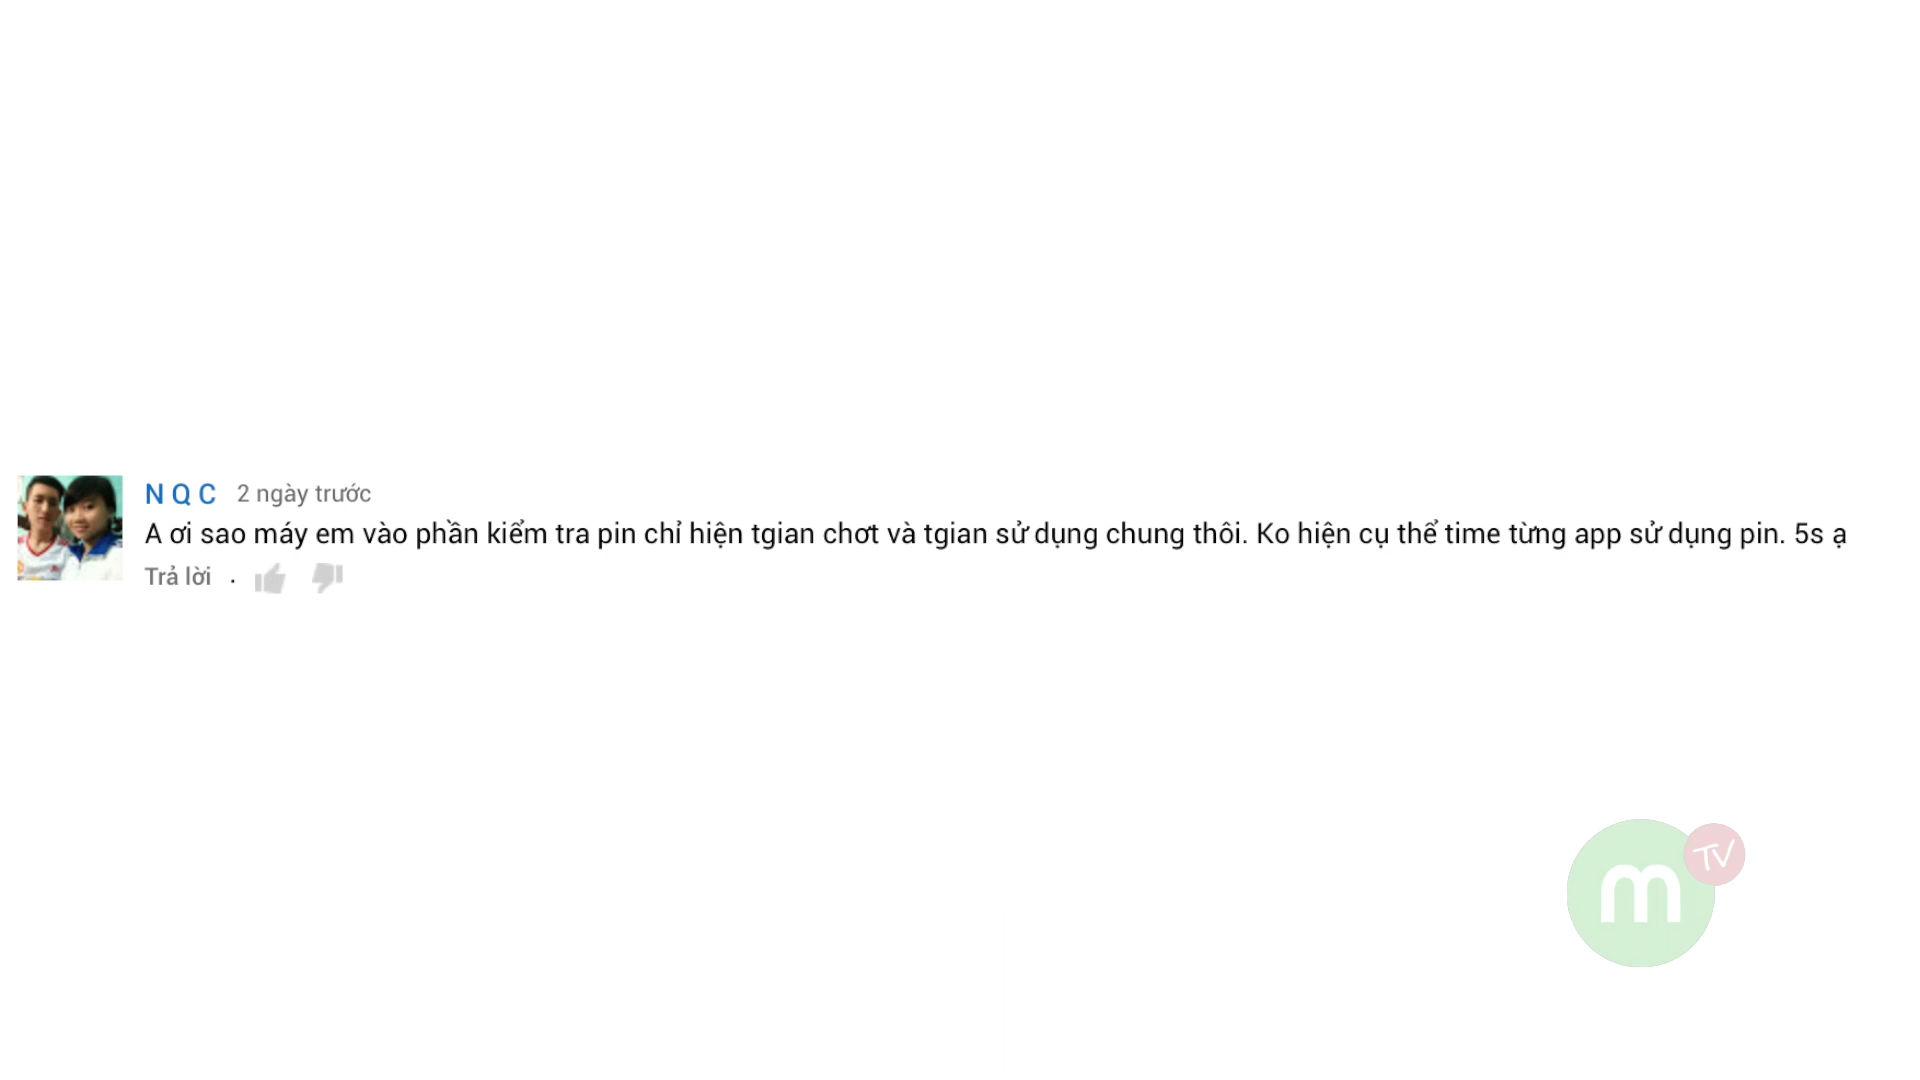 N Q C 2 ngày trước
A ơi sao máy em vào phần kiểm tra pin chỉ hiện tgian chơt và tgian sử dụng chung thôi. Ko hiện cụ thể time từng app sử dụng pin. 5s ạ
Trả lời .
m TV